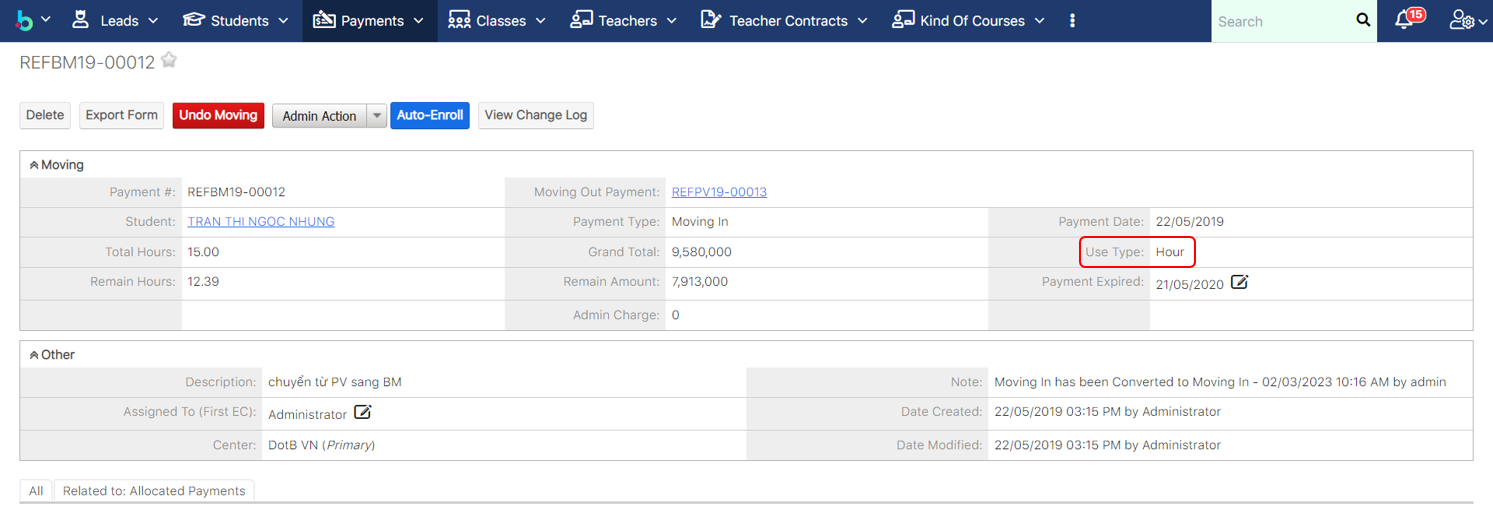 Leads Students Payments Classes Teachers Teacher Contracts Kind Of Courses Search 15
REFBM19-00012
Delete Export Form Undo Moving Admin Action Auto-Enroll View Change Log
Moving
Payment #: REFBM19-00012 Moving Out Payment: REFPV19-00013
Student: TRAN THI NGOC NHUNG Payment Type: Moving In Payment Date: 22/05/2019
Total Hours: 15.00 Grand Total: 9,580,000 Use Type: Hour
Remain Hours: 12.39 Remain Amount: 7,913,000 Payment Expired: 21/05/2020
Admin Charge: 0
Other
Description: chuyển từ PV sang BM Note: Moving In has been Converted to Moving In - 02/03/2023 10:16 AM by admin
Assigned To (First EC): Administrator Date Created: 22/05/2019 03:15 PM by Administrator
Center: DotB VN (Primary) Date Modified: 22/05/2019 03:15 PM by Administrator
All Related to: Allocated Payments